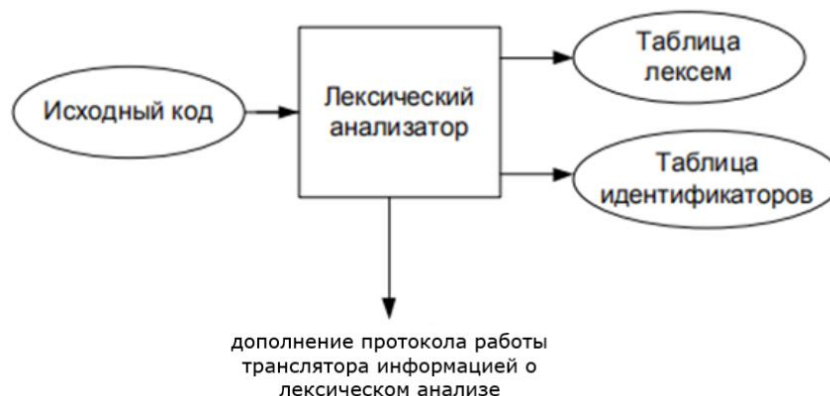 Исходный код
Лексический
анализатор
Таблица
лексем
Таблица
идентификаторов
дополнение протокола работы
транслятора информацией о
лексическом анализе